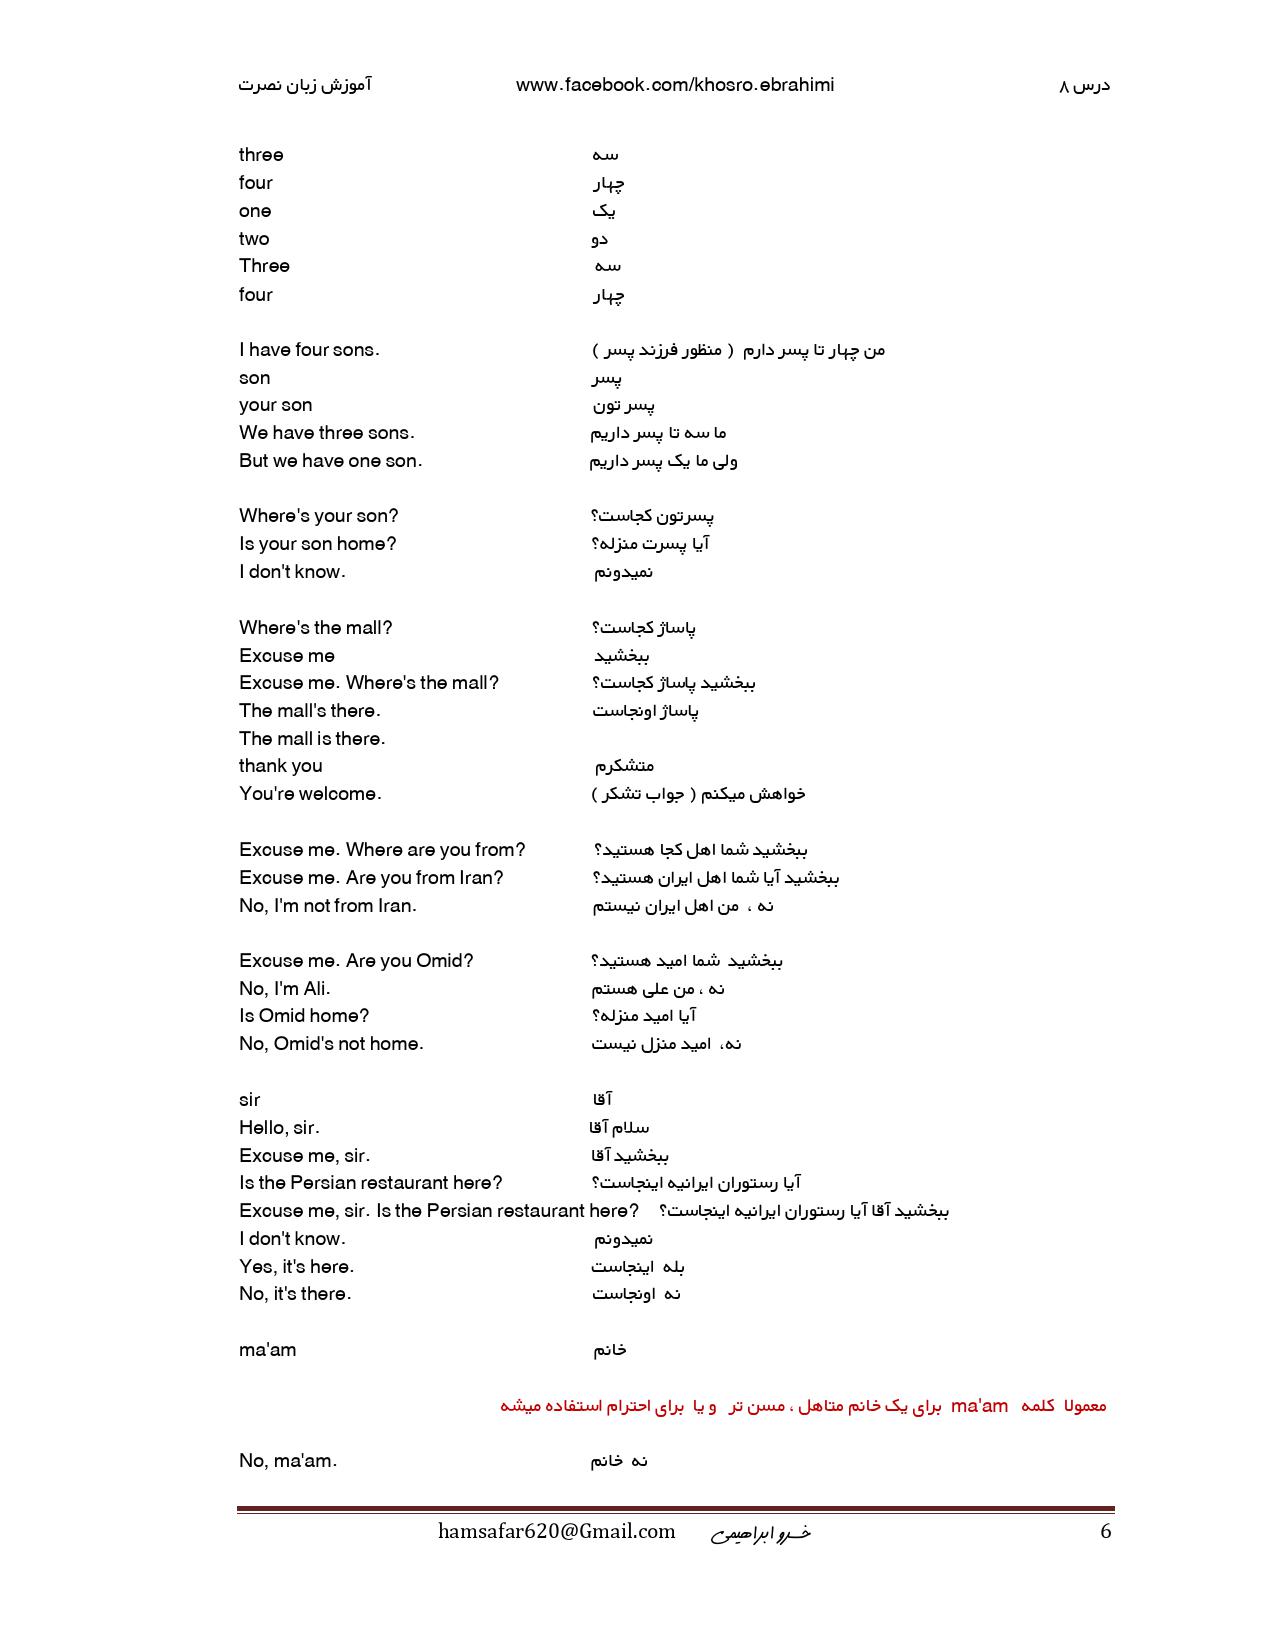 آموزش زبان نصرت www.facebook.com/khosro.ebrahimi درس ۸
three سه
four چهار
one یک
two دو
Three سه
four چهار
I have four sons. من چهار تا پسر دارم ( منظور فرزند پسر )
son پسر
your son پسر تون
We have three sons. ما سه تا پسر داریم
But we have one son. ولی ما یک پسر داریم
Where's your son? پسرتون کجاست؟
Is your son home? آیا پسرت منزله؟
I don't know. نمیدونم
Where's the mall? پاساژ کجاست؟
Excuse me ببخشید
Excuse me. Where's the mall? ببخشید پاساژ کجاست؟
The mall's there. پاساژ اونجاست
The mall is there.
thank you متشکرم
You're welcome. خواهش میکنم ( جواب تشکر )
Excuse me. Where are you from? ببخشید شما اهل کجا هستید؟
Excuse me. Are you from Iran? ببخشید آیا شما اهل ایران هستید؟
No, I'm not from Iran. نه ، من اهل ایران نیستم
Excuse me. Are you Omid? ببخشید شما امید هستید؟
No, I'm Ali. نه ، من علی هستم
Is Omid home? آیا امید منزله؟
No, Omid's not home. نه، امید منزل نیست
sir آقا
Hello, sir. سلام آقا
Excuse me, sir. ببخشید آقا
Is the Persian restaurant here? آیا رستوران ایرانیه اینجاست؟
Excuse me, sir. Is the Persian restaurant here? ببخشید آقا آیا رستوران ایرانیه اینجاست؟
I don't know. نمیدونم
Yes, it's here. بله اینجاست
No, it's there. نه اونجاست
ma'am خانم
معمولا کلمه ma'am برای یک خانم متاهل ، مسن تر و یا برای احترام استفاده میشه
No, ma'am. نه خانم
hamsafar620@Gmail.com خسرو ابراهیمی 6